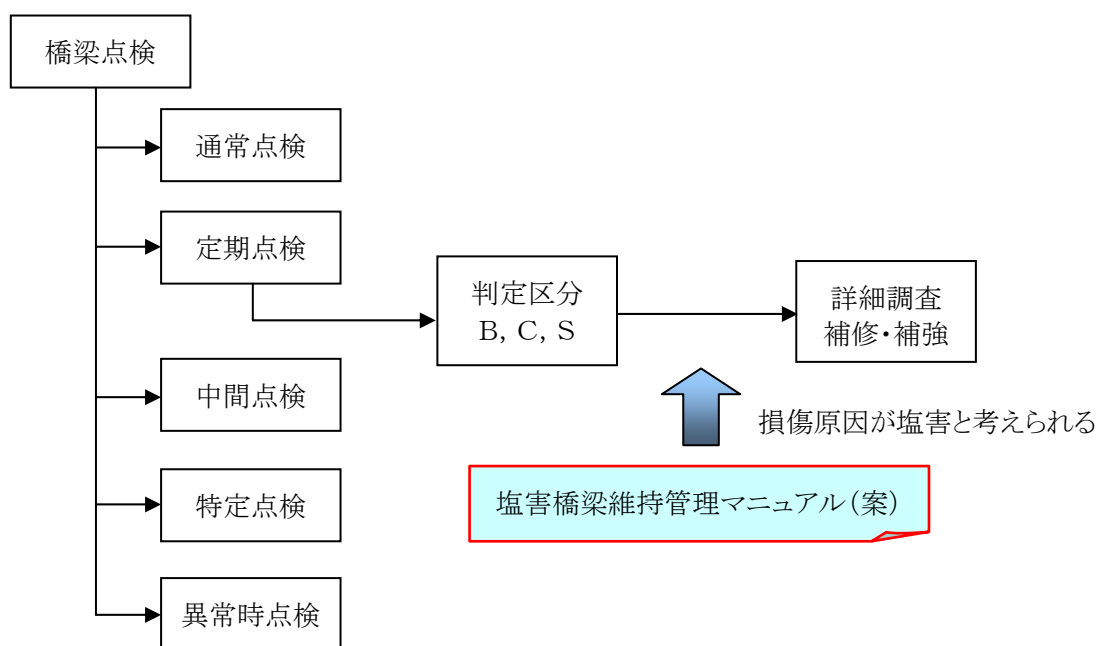 橋梁点検
通常点検
定期点検
判定区分
B, C, S
詳細調査
補修・補強
中間点検
損傷原因が塩害と考えられる
特定点検
塩害橋梁維持管理マニュアル(案)
異常時点検